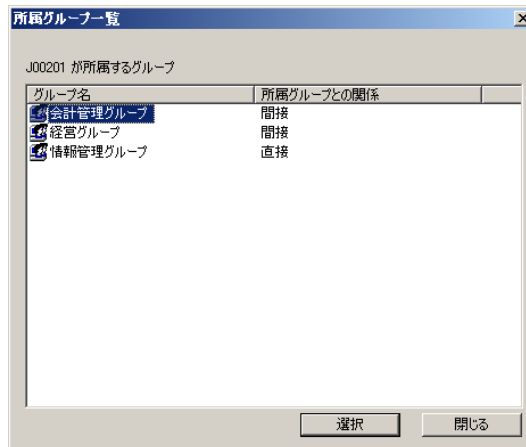 所属グループ一覧
J00201 が所属するグループ
グループ名 所属グループとの関係
会計管理グループ 間接
経営グループ 間接
情報管理グループ 直接
選択 閉じる